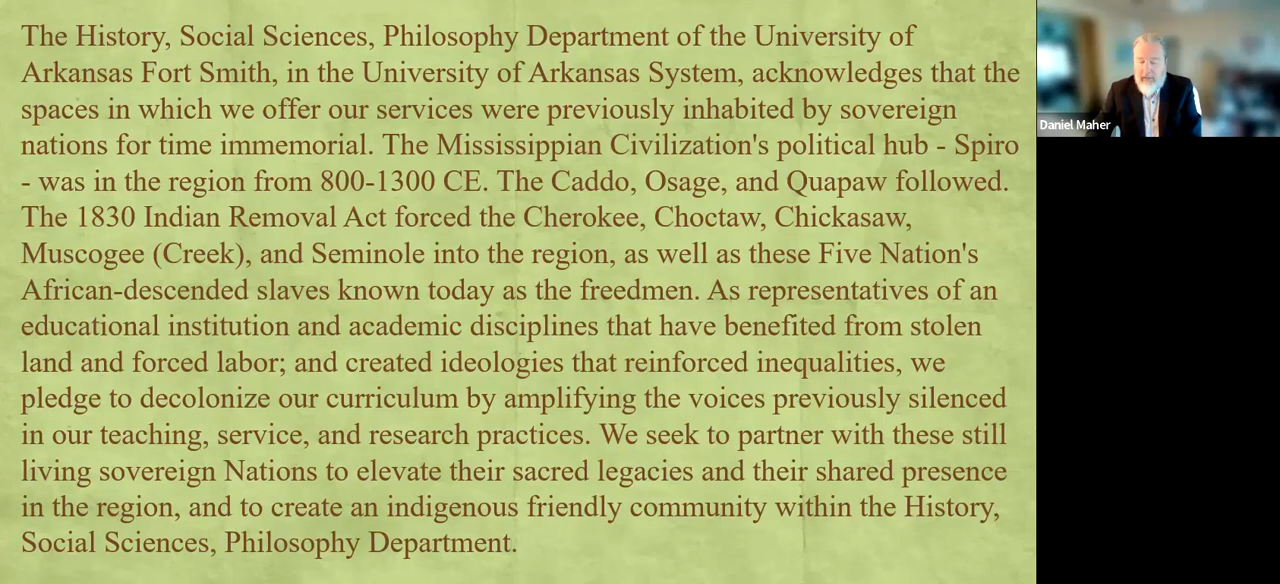 The History, Social Sciences, Philosophy Department of the University of
Arkansas Fort Smith, in the University of Arkansas System, acknowledges that the
spaces in which we offer our services were previously inhabited by sovereign
nations for time immemorial. The Mississippian Civilization's political hub - Spiro
- was in the region from 800-1300 CE. The Caddo, Osage, and Quapaw followed.
The 1830 Indian Removal Act forced the Cherokee, Choctaw, Chickasaw,
Muscogee (Creek), and Seminole into the region, as well as these Five Nation's
African-descended slaves known today as the freedmen. As representatives of an
educational institution and academic disciplines that have benefited from stolen
land and forced labor; and created ideologies that reinforced inequalities, we
pledge to decolonize our curriculum by amplifying the voices previously silenced
in our teaching, service, and research practices. We seek to partner with these still
living sovereign Nations to elevate their sacred legacies and their shared presence
in the region, and to create an indigenous friendly community within the History,
Social Sciences, Philosophy Department.
Daniel Maher